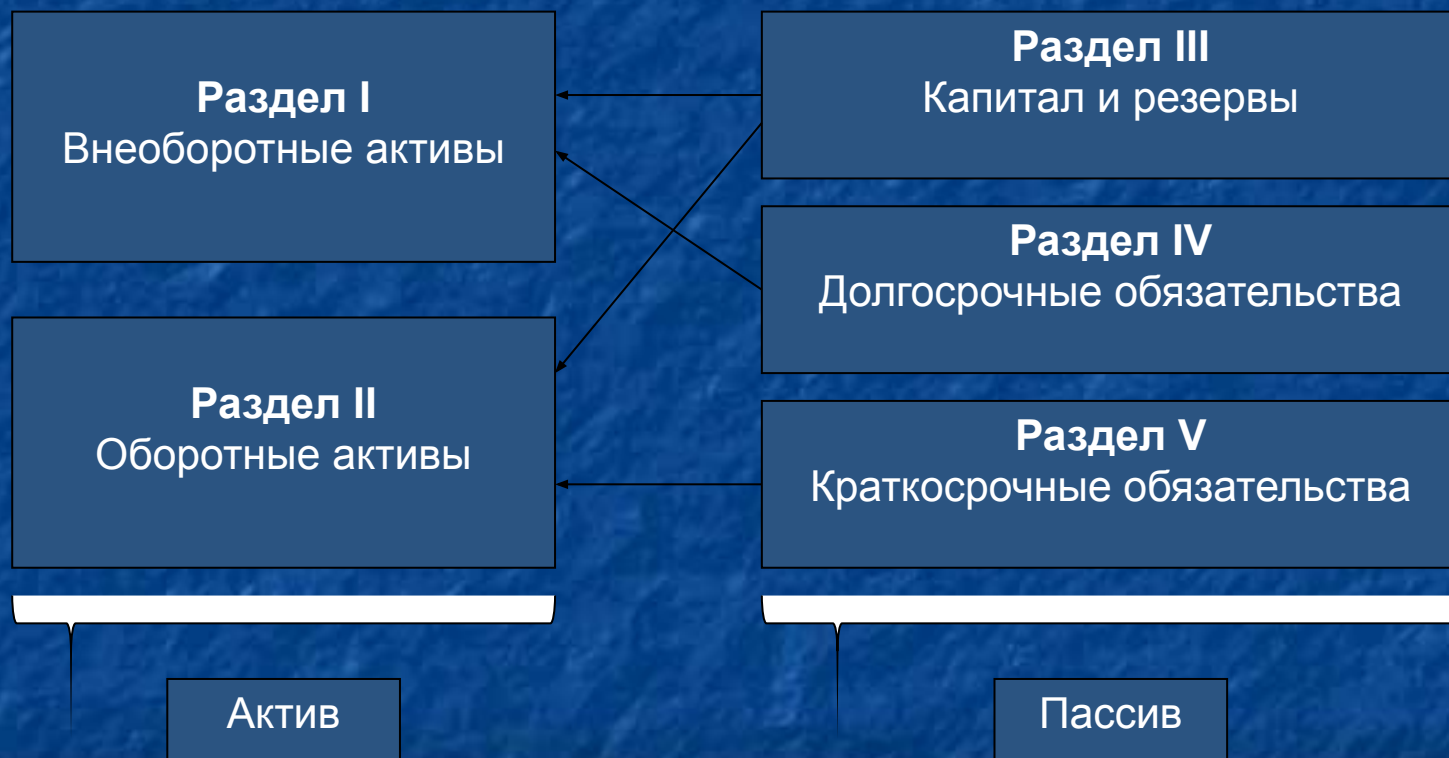 Раздел I
Внеоборотные активы
Раздел II
Оборотные активы
Раздел III
Капитал и резервы
Раздел IV
Долгосрочные обязательства
Раздел V
Краткосрочные обязательства
Актив
Пассив